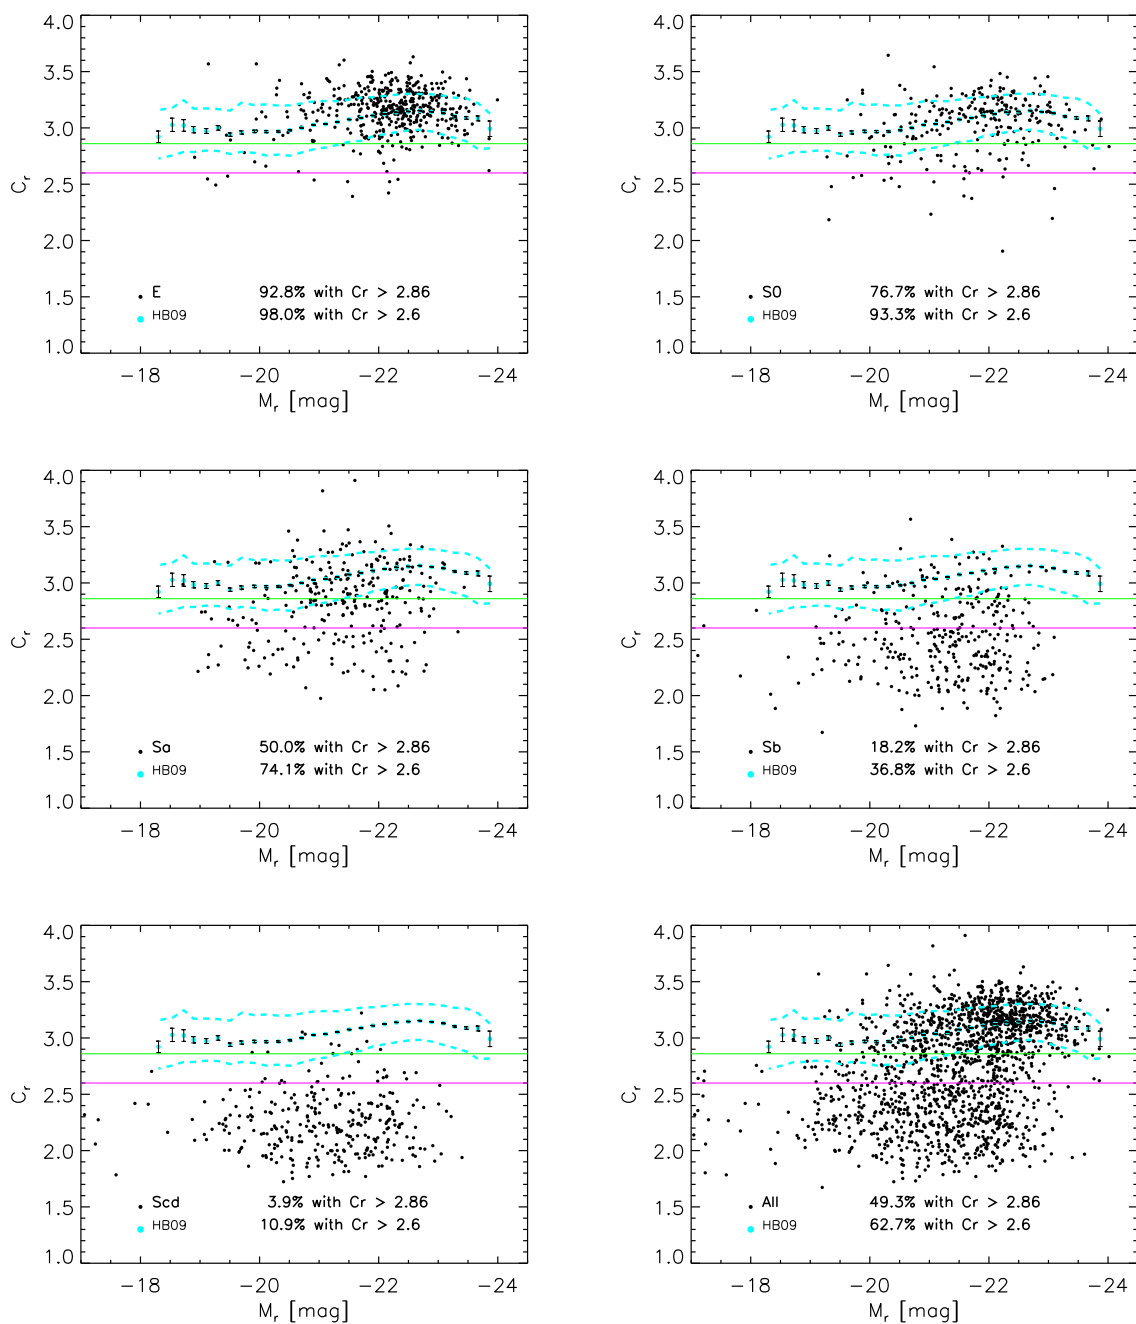 4.0
3.5
3.0
2.5
2.0
1.5
1.0
C_r
E 92.8% with Cr > 2.86
HB09 98.0% with Cr > 2.6
−18 −20 −22 −24
M_r [mag]
4.0
3.5
3.0
2.5
2.0
1.5
1.0
C_r
S0 76.7% with Cr > 2.86
HB09 93.3% with Cr > 2.6
−18 −20 −22 −24
M_r [mag]
4.0
3.5
3.0
2.5
2.0
1.5
1.0
C_r
Sa 50.0% with Cr > 2.86
HB09 74.1% with Cr > 2.6
−18 −20 −22 −24
M_r [mag]
4.0
3.5
3.0
2.5
2.0
1.5
1.0
C_r
Sb 18.2% with Cr > 2.86
HB09 36.8% with Cr > 2.6
−18 −20 −22 −24
M_r [mag]
4.0
3.5
3.0
2.5
2.0
1.5
1.0
C_r
Scd 3.9% with Cr > 2.86
HB09 10.9% with Cr > 2.6
−18 −20 −22 −24
M_r [mag]
4.0
3.5
3.0
2.5
2.0
1.5
1.0
C_r
All 49.3% with Cr > 2.86
HB09 62.7% with Cr > 2.6
−18 −20 −22 −24
M_r [mag]